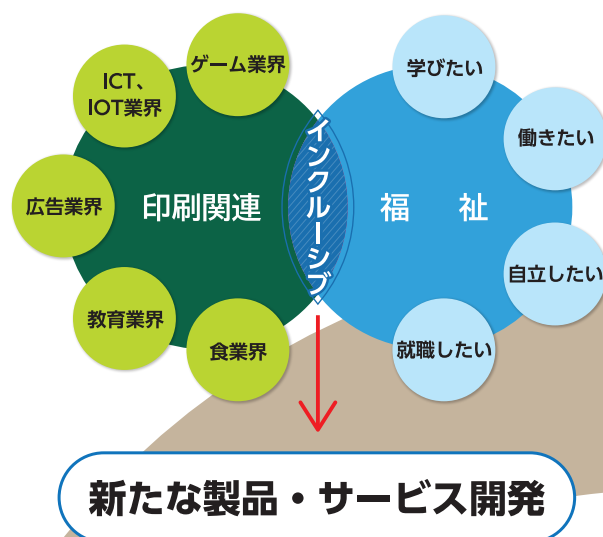 ゲーム業界
ICT、
IOT業界
広告業界
教育業界
食業界
印刷関連
インクルーシブ
福祉
学びたい
働きたい
自立したい
就職したい
新たな製品・サービス開発